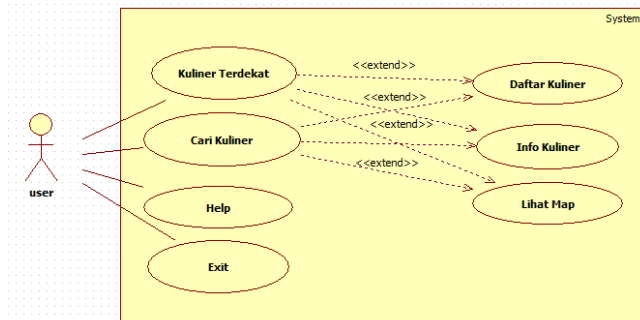 System
Kuliner Terdekat
<<extend>>
Daftar Kuliner
<<extend>>
user
Cari Kuliner
<<extend>>
Info Kuliner
<<extend>>
Help
Lihat Map
Exit